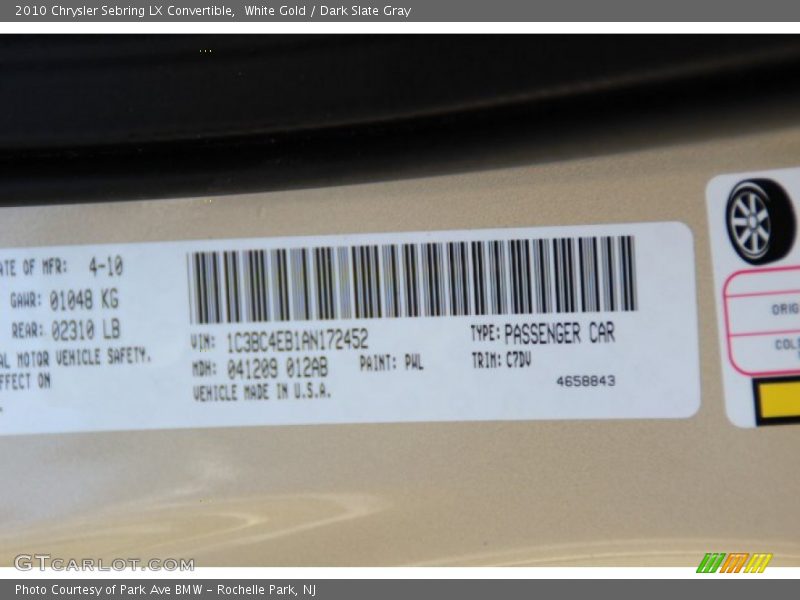 2010 Chrysler Sebring LX Convertible, White Gold / Dark Slate Gray
ATE OF MFR: 4-10
GAWR: 01048 KG
REAR: 02310 LB
AL MOTOR VEHICLE SAFETY.
FFECT ON
VIN: 1C3BC4EB1AN172452
TYPE: PASSENGER CAR
MDH: 041209 012AB
PAINT: PWL
TRIM: C7DV
VEHICLE MADE IN U.S.A.
4658843
ORIG
COLD
GTCARLOT.COM
Photo Courtesy of Park Ave BMW - Rochelle Park, NJ